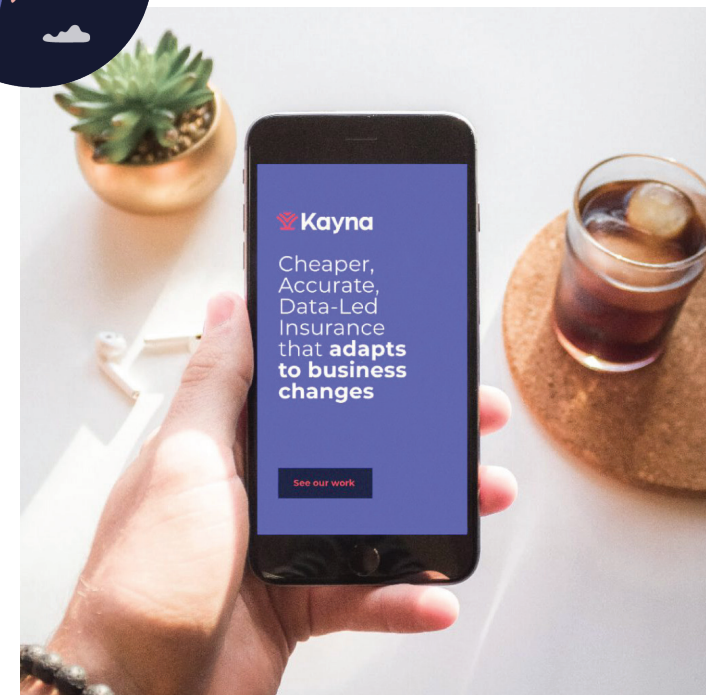 Kayna
Cheaper,
Accurate,
Data-Led
Insurance
that adapts
to business
changes
See our work